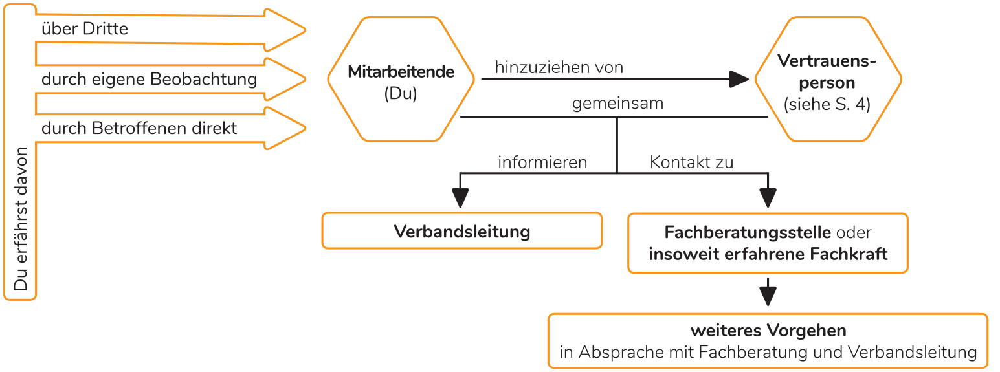 Du erfährst davon
über Dritte
durch eigene Beobachtung
durch Betroffenen direkt
Mitarbeitende
(Du)
hinzuziehen von
Vertrauens-
person
(siehe S. 4)
gemeinsam
informieren
Kontakt zu
Verbandsleitung
Fachberatungsstelle oder
insoweit erfahrene Fachkraft
weiteres Vorgehen
in Absprache mit Fachberatung und Verbandsleitung